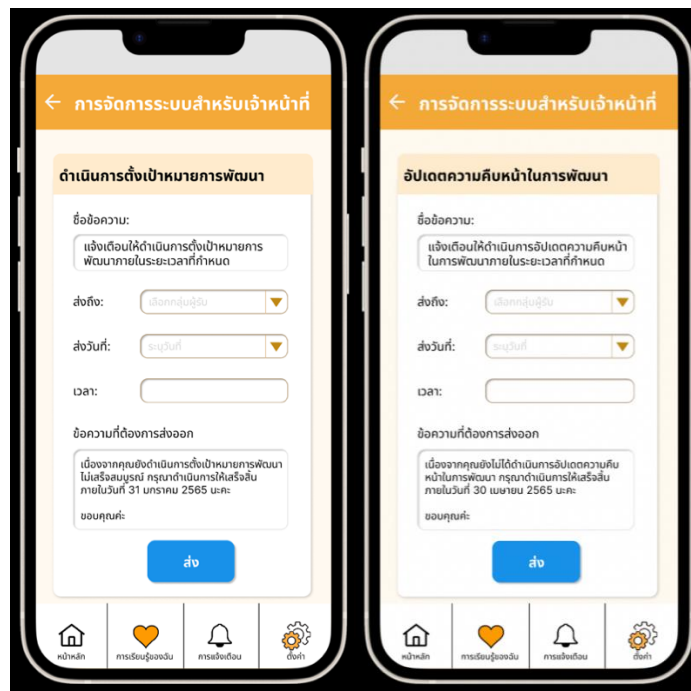 การจัดการระบบสำหรับเจ้าหน้าที่
ดำเนินการตั้งเป้าหมายการพัฒนา
ชื่อข้อความ:
แจ้งเตือนให้ดำเนินการตั้งเป้าหมายการ
พัฒนาภายในระยะเวลาที่กำหนด
ส่งถึง:
เลือกกลุ่มผู้รับ
ส่งวันที่:
ระบุวันที่
เวลา:
ข้อความที่ต้องการส่งออก
เนื่องจากคุณยังดำเนินการตั้งเป้าหมายการพัฒนา
ไม่เสร็จสมบูรณ์ กรุณาดำเนินการให้เสร็จสิ้น
ภายในวันที่ 31 มกราคม 2565 นะคะ
ขอบคุณค่ะ
ส่ง
หน้าหลัก
การเรียนรู้ของฉัน
การแจ้งเตือน
ตั้งค่า
การจัดการระบบสำหรับเจ้าหน้าที่
อัปเดตความคืบหน้าในการพัฒนา
ชื่อข้อความ:
แจ้งเตือนให้ดำเนินการอัปเดตความคืบหน้า
ในการพัฒนาภายในระยะเวลาที่กำหนด
ส่งถึง:
เลือกกลุ่มผู้รับ
ส่งวันที่:
ระบุวันที่
เวลา:
ข้อความที่ต้องการส่งออก
เนื่องจากคุณยังไม่ได้ดำเนินการอัปเดตความคืบ
หน้าในการพัฒนา กรุณาดำเนินการให้เสร็จสิ้น
ภายในวันที่ 30 เมษายน 2565 นะคะ
ขอบคุณค่ะ
ส่ง
หน้าหลัก
การเรียนรู้ของฉัน
การแจ้งเตือน
ตั้งค่า